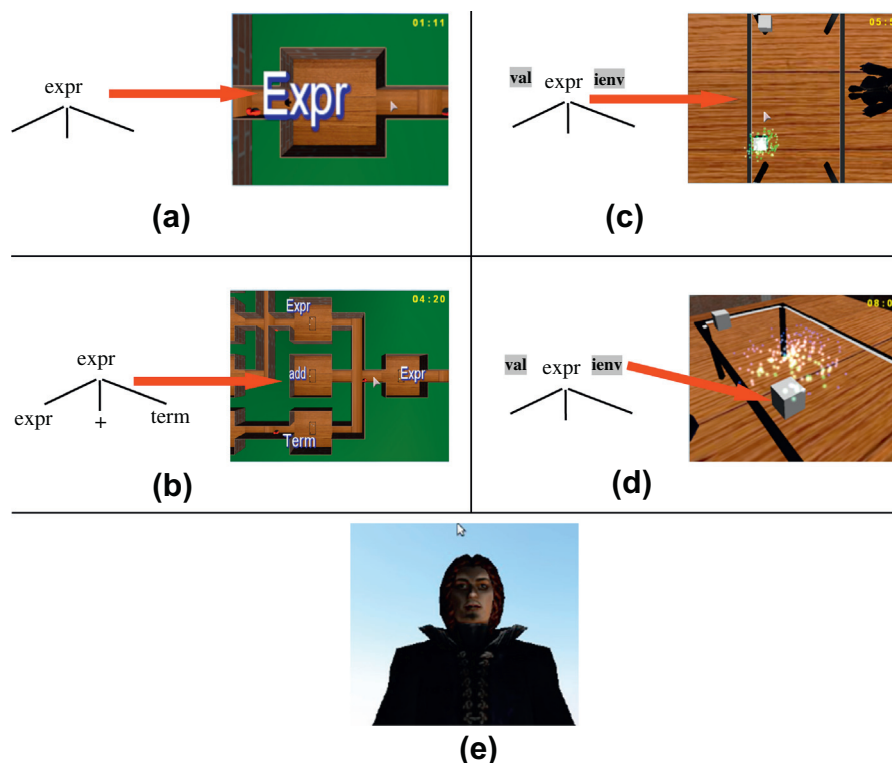 expr
01:11
Expr
(a)
val expr ienv
05:5
(c)
expr
expr + term
04:20
Expr
add
Expr
Term
(b)
val expr ienv
08:0
(d)
(e)